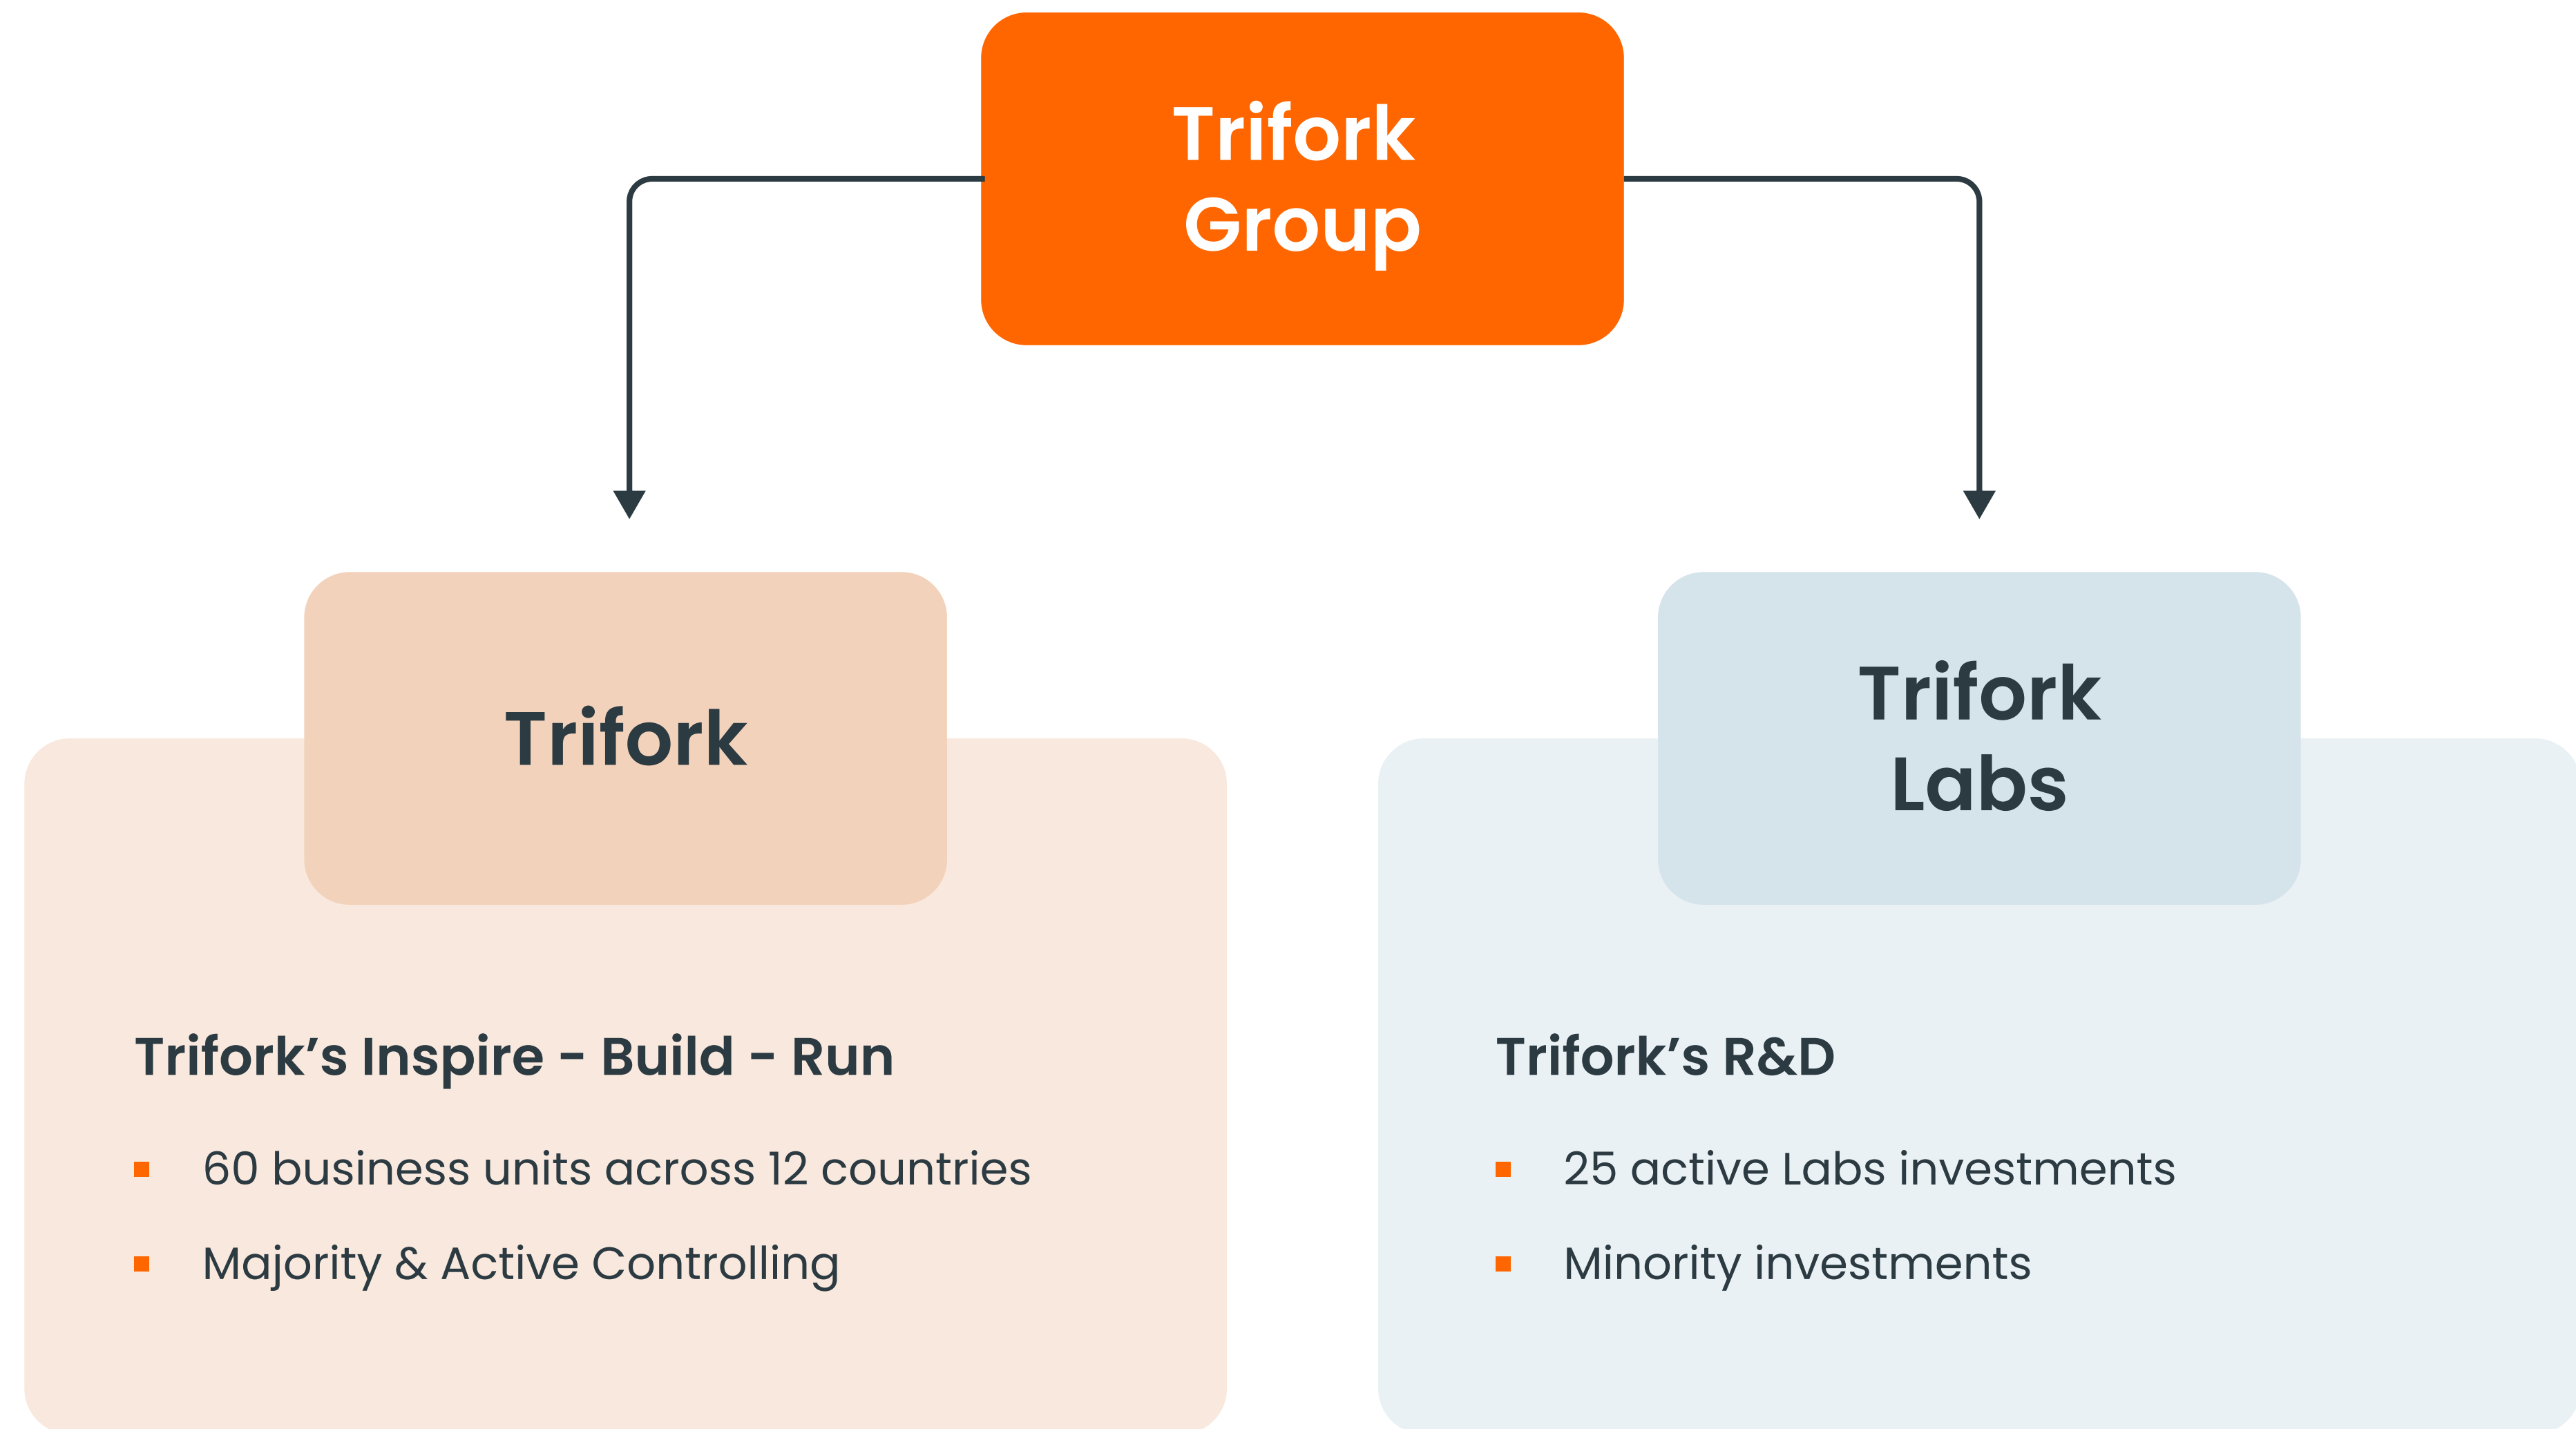 Trifork
Group
Trifork
Trifork’s Inspire - Build - Run
60 business units across 12 countries
Majority & Active Controlling
Trifork
Labs
Trifork’s R&D
25 active Labs investments
Minority investments